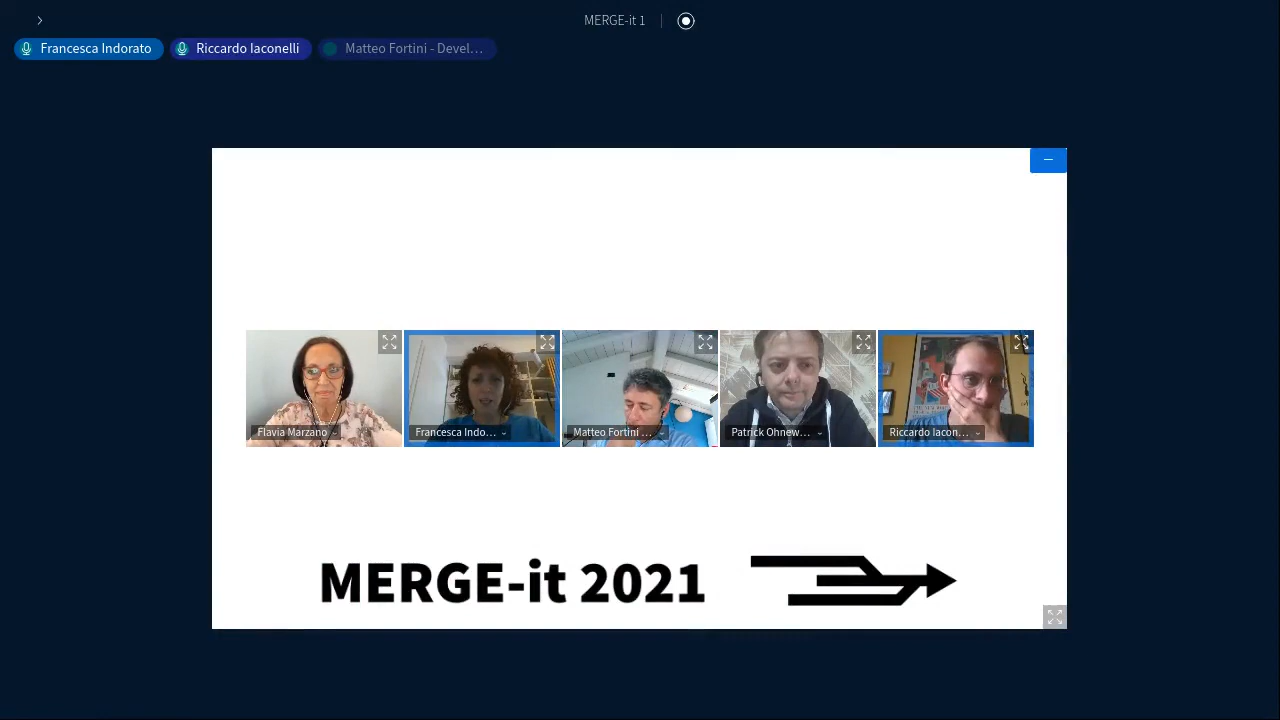 MERGE-it 1
Francesca Indorato
Riccardo Iaconelli
Matteo Fortini - Devel…
Flavia Marzano
Francesca Indo…
Matteo Fortini …
Patrick Ohnew…
Riccardo Iacon…
MERGE-it 2021